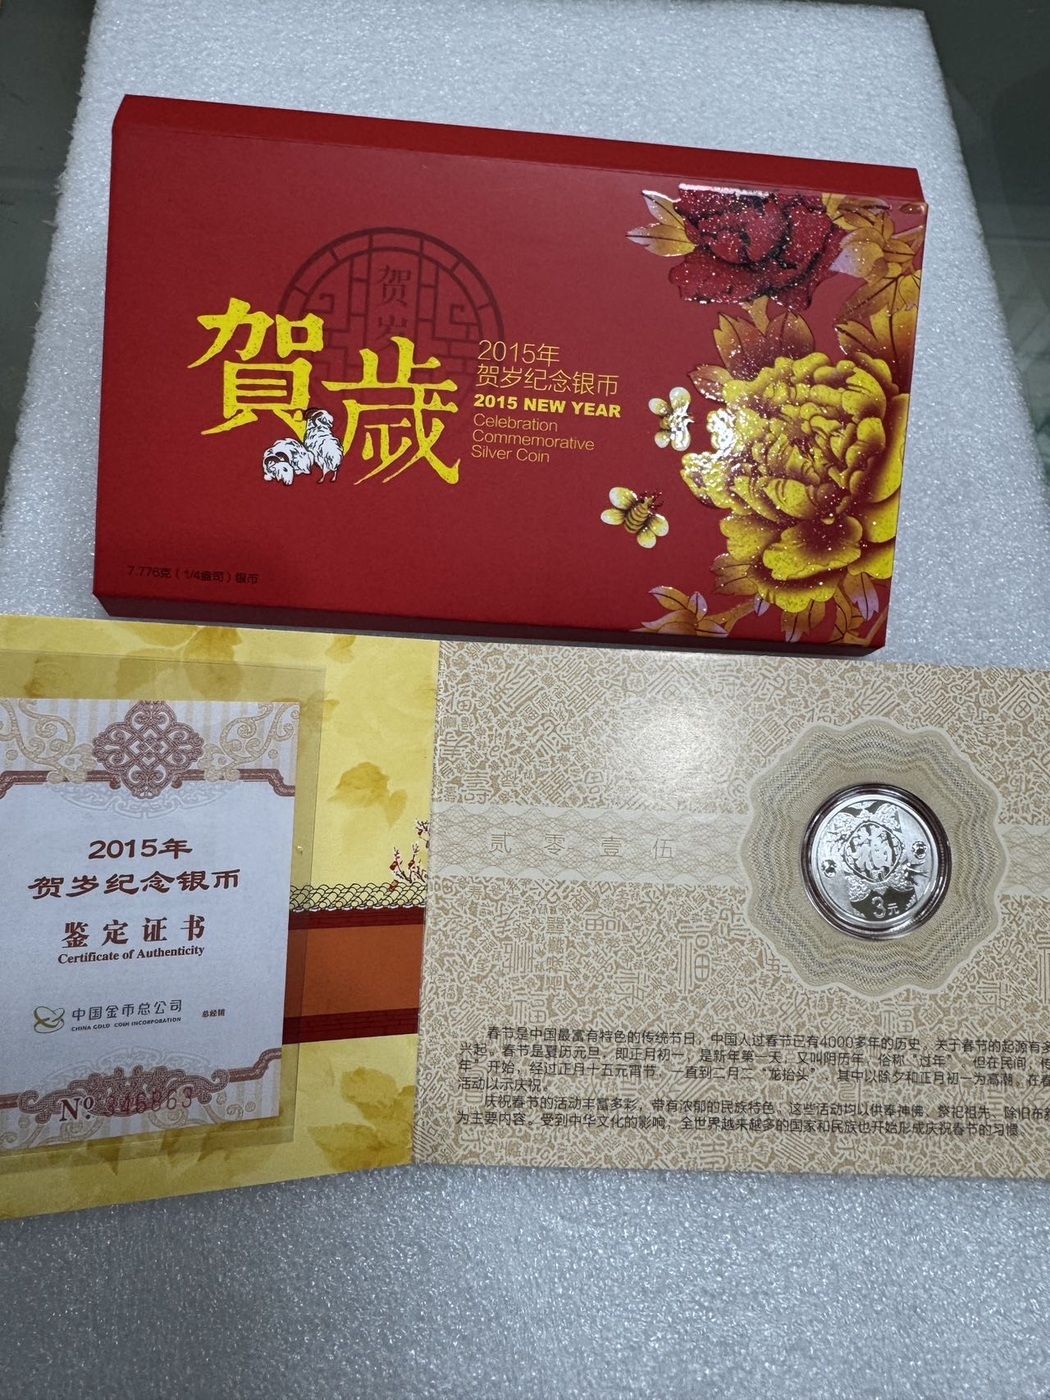 贺
岁
賀歲
2015年
贺岁纪念银币
2015 NEW YEAR
Celebration
Commemorative
Silver Coin
7.776克（1/4盎司）银币
2015年
贺岁纪念银币
鉴定证书
Certificate of Authenticity
中国金币总公司 总经销
CHINA GOLD COIN INCORPORATION
№ 346863
贰零壹伍
福
3元
春节是中国最富有特色的传统节日，中国人过春节已有4000多年的历史，关于春节的起源有多
兴起，春节是夏历元旦，即正月初一，是新年第一天，又叫阴历年，俗称“过年”。但在民间，传
年”开始，经过正月十五元宵节，一直到二月二“龙抬头”，其中以除夕和正月初一为高潮，在春
活动以示庆祝。
庆祝春节的活动丰富多彩，带有浓郁的民族特色，这些活动均以供奉神佛、祭祀祖先、除旧布新
为主要内容。受到中华文化的影响，全世界越来越多的国家和民族也开始形成庆祝春节的习惯